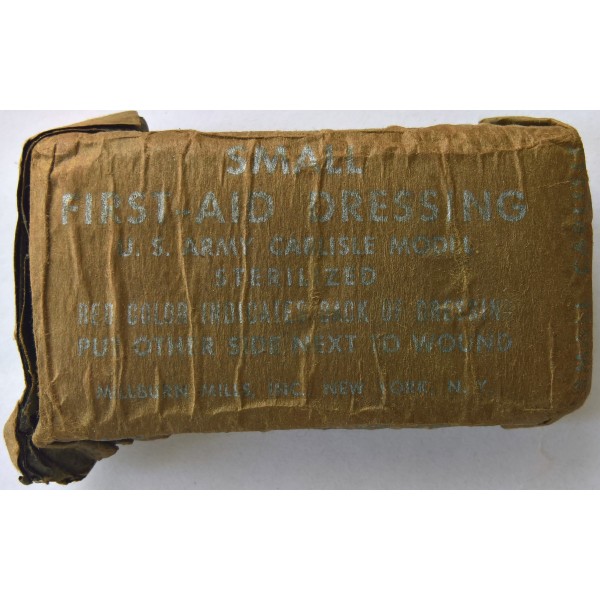 SMALL
FIRST-AID DRESSING
U. S. ARMY CARLISLE MODEL
STERILIZED
RED COLOR INDICATES BACK OF DRESSING
PUT OTHER SIDE NEXT TO WOUND
MILLBURN MILLS, INC. NEW YORK, N. Y.